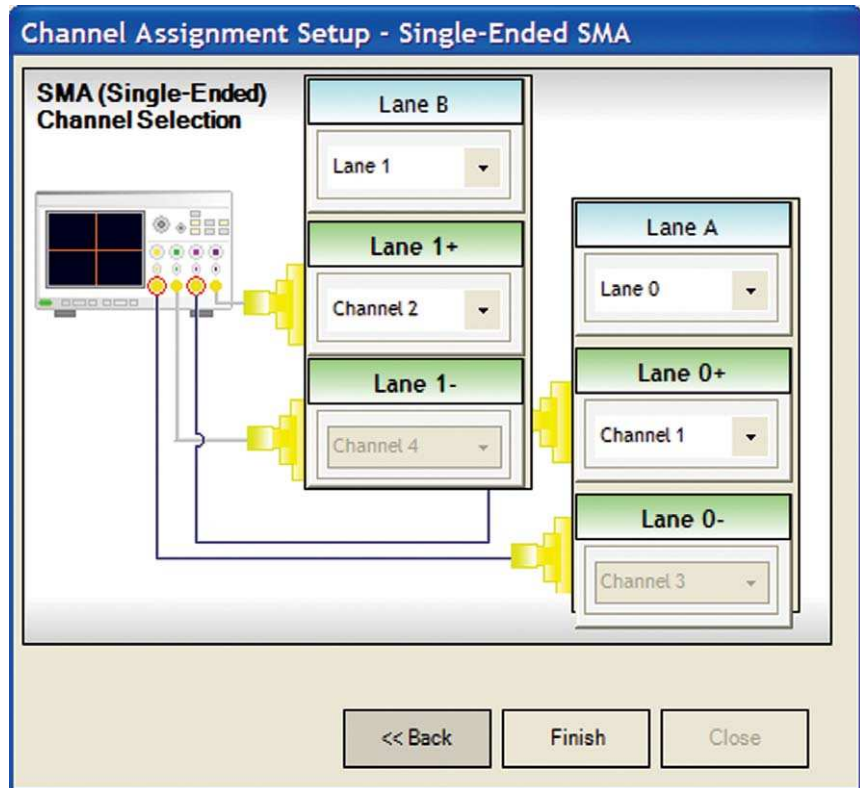 Channel Assignment Setup - Single-Ended SMA
SMA (Single-Ended)
Channel Selection
Lane B
Lane 1
Lane 1+
Channel 2
Lane 1-
Channel 4
Lane A
Lane 0
Lane 0+
Channel 1
Lane 0-
Channel 3
<< Back
Finish
Close